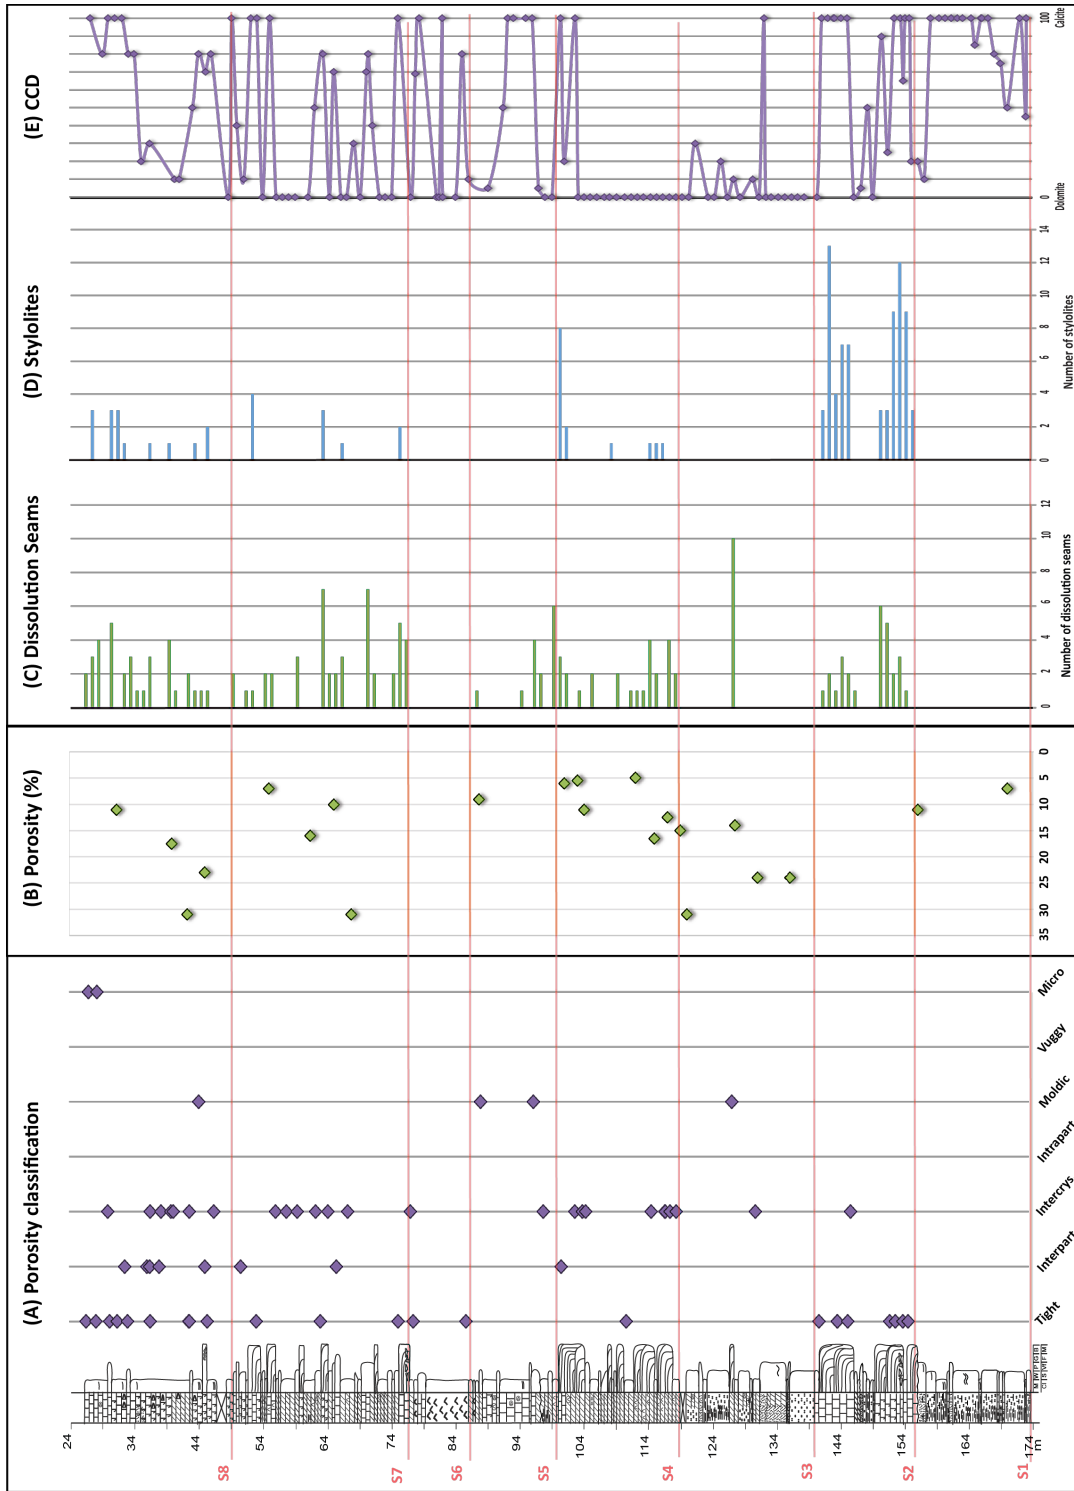 (A) Porosity classification
(B) Porosity (%)
(C) Dissolution Seams
(D) Stylolites
(E) CCD
24
34
44
54
64
74
84
94
104
114
124
134
144
154
164
174
m
S8
S7
S6
S5
S4
S3
S2
S1
Tight
Interpart
Intercrys
Intrapart
Moldic
Vuggy
Micro
35
30
25
20
15
10
5
0
0
2
4
6
8
10
12
Number of dissolution seams
0
2
4
6
8
10
12
14
Number of stylolites
0
100
Dolomite
Calcite